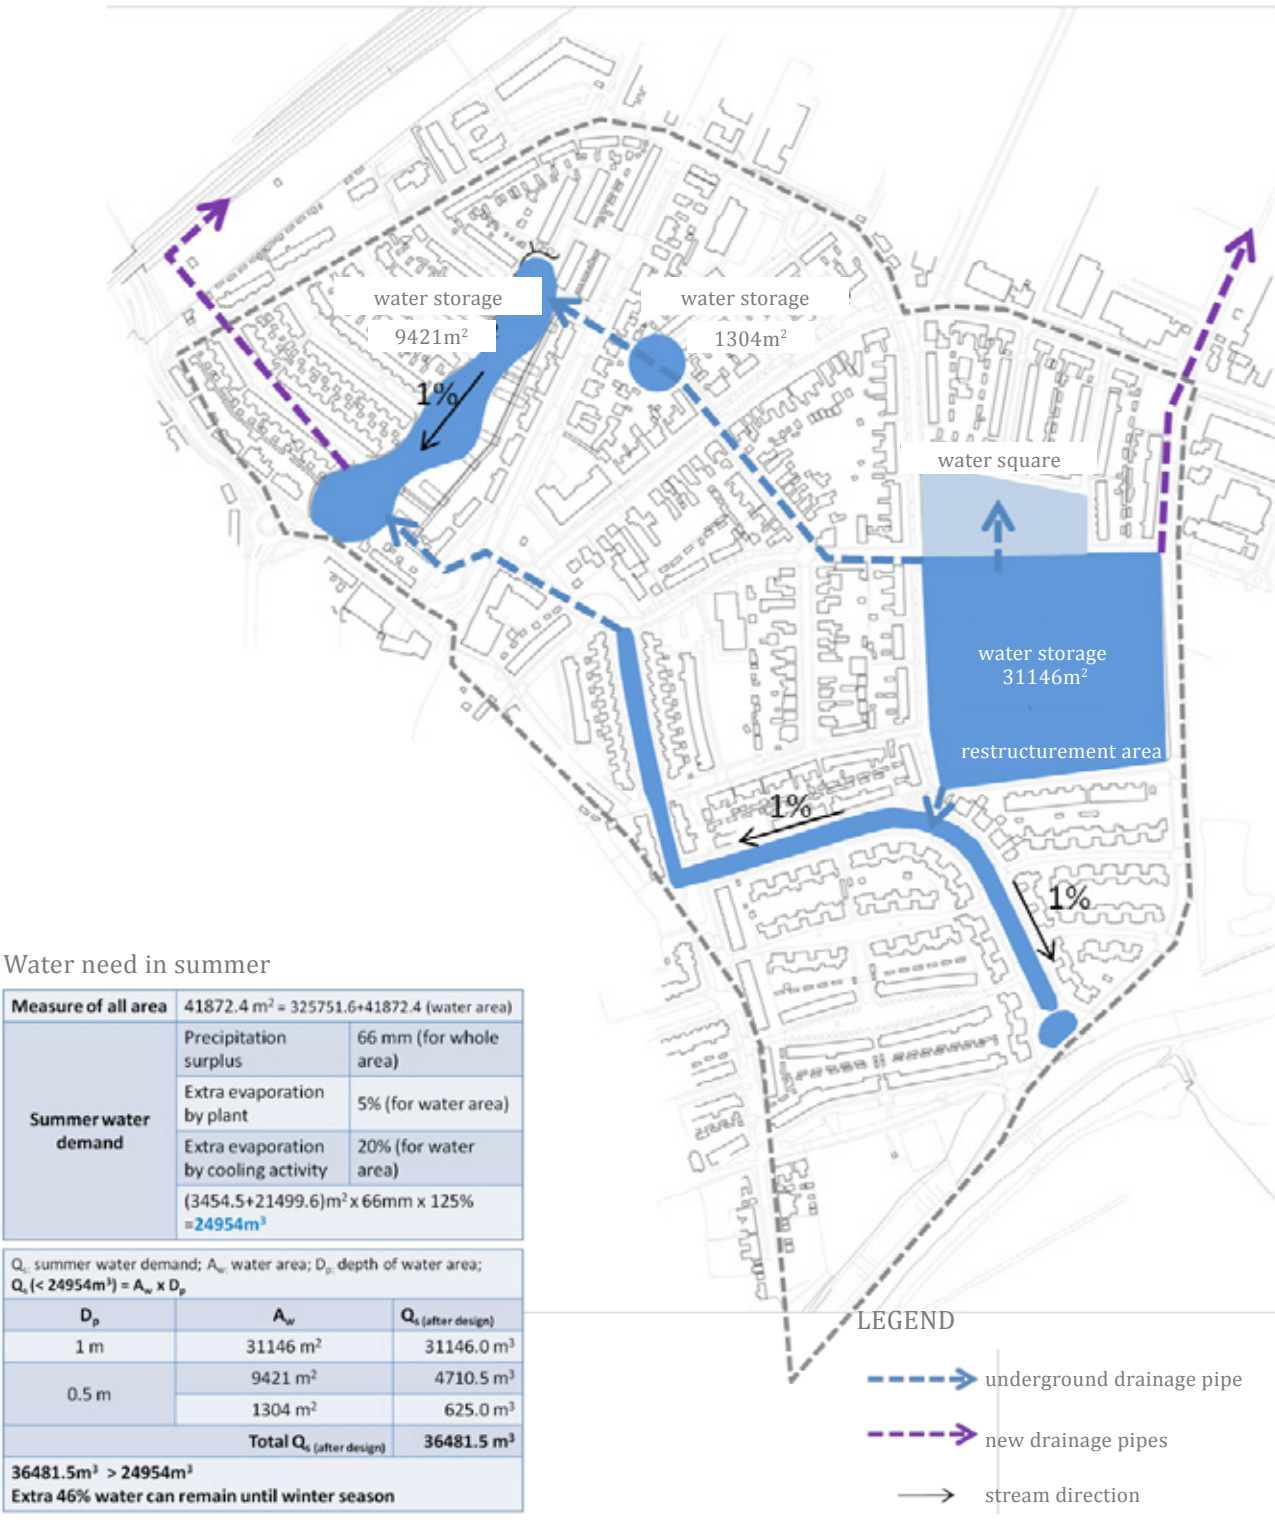 water storage
9421m²
water storage
1304m²
1%
water square
water storage
31146m²
restructurement area
1%
1%
Water need in summer
Measure of all area 41872.4 m² = 325751.6+41872.4 (water area)
Summer water
demand
Precipitation
surplus
66 mm (for whole
area)
Extra evaporation
by plant
5% (for water area)
Extra evaporation
by cooling activity
20% (for water
area)
(3454.5+21499.6)m² x 66mm x 125%
=24954m³
Qs: summer water demand; Aw: water area; Dp: depth of water area;
Qs (< 24954m³) = Aw x Dp
Dp Aw Qs (after design)
1 m 31146 m² 31146.0 m³
0.5 m
9421 m² 4710.5 m³
1304 m² 625.0 m³
Total Qs (after design) 36481.5 m³
36481.5m³ > 24954m³
Extra 46% water can remain until winter season
LEGEND
underground drainage pipe
new drainage pipes
stream direction